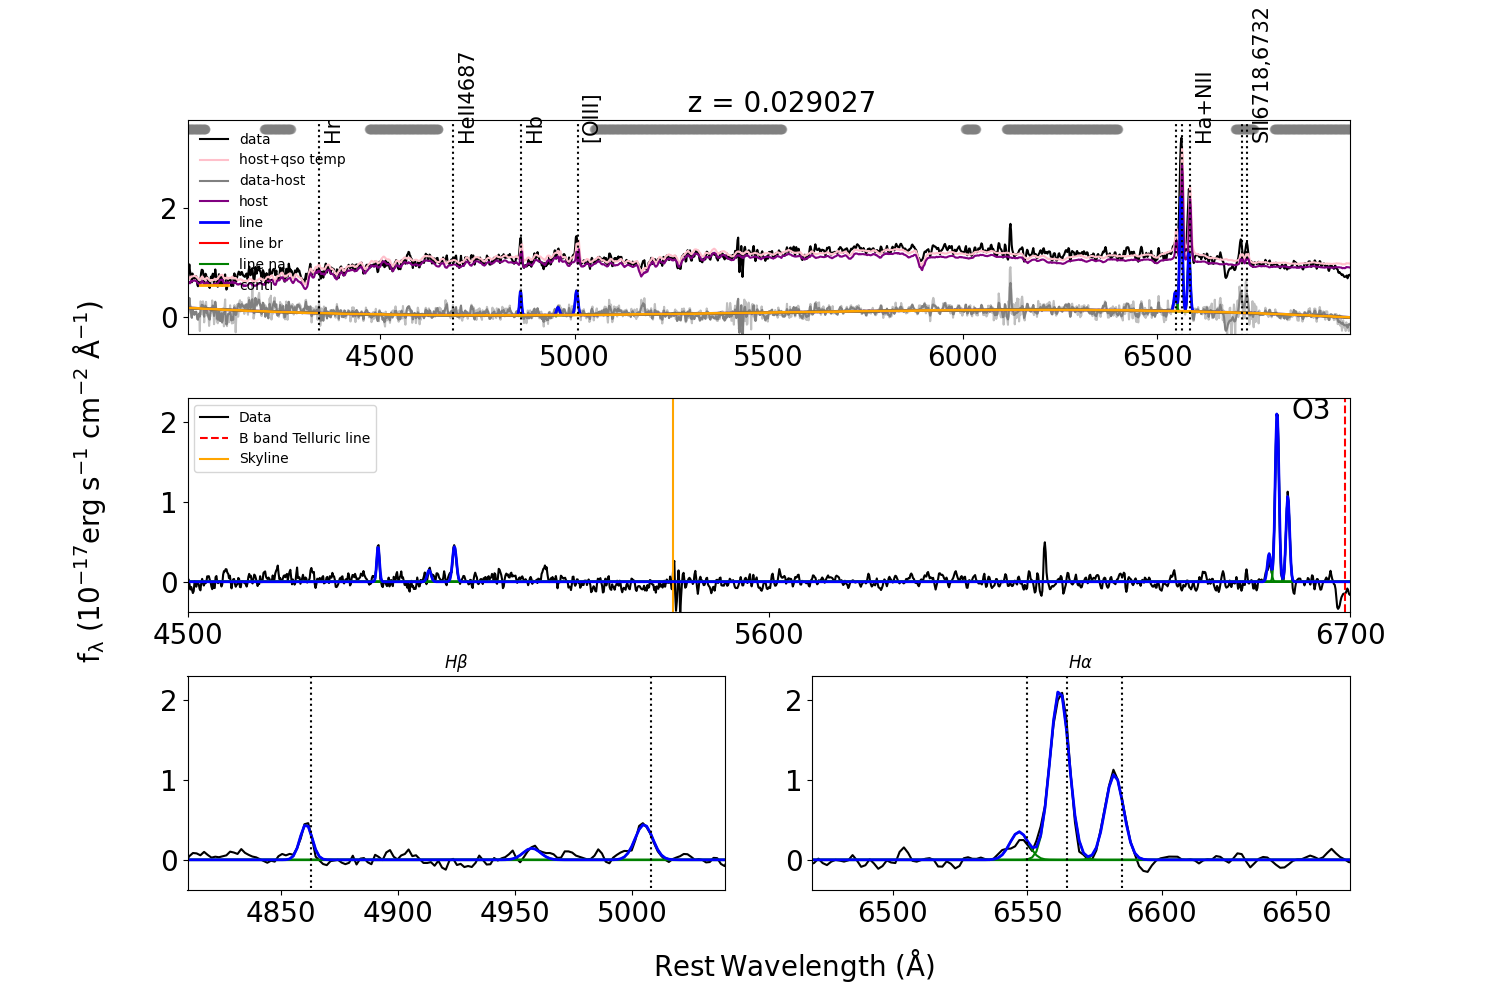 z = 0.029027
Hr
HeII4687
Hb
[OIII]
Ha+NII
SII6718,6732
data
host+qso temp
data-host
host
line
line br
line na
conti
2
0
4500 5000 5500 6000 6500
Data
B band Telluric line
Skyline
O3
2
1
0
4500 5600 6700
fλ (10⁻¹⁷erg s⁻¹ cm⁻² Å⁻¹)
Hβ
2
1
0
4850 4900 4950 5000
Hα
2
1
0
6500 6550 6600 6650
Rest Wavelength (Å)